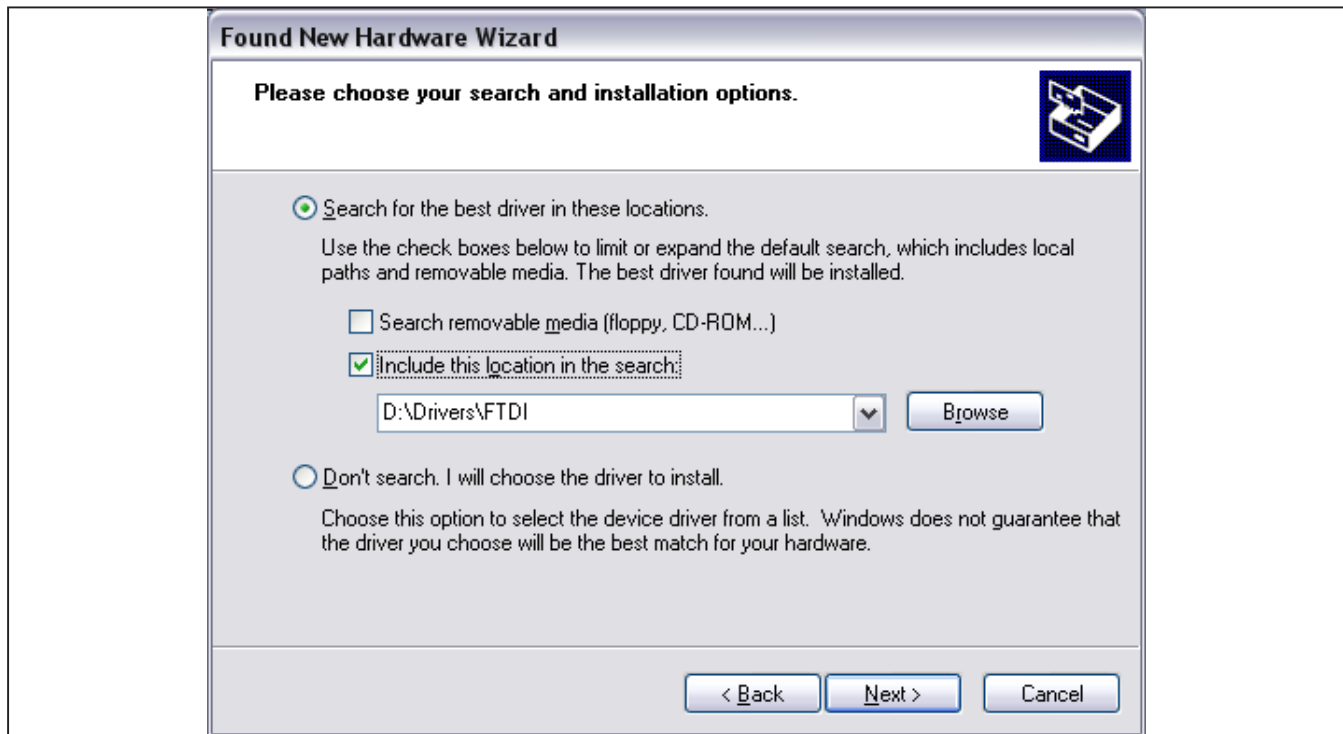 Found New Hardware Wizard
Please choose your search and installation options.
Search for the best driver in these locations.
Use the check boxes below to limit or expand the default search, which includes local
paths and removable media. The best driver found will be installed.
Search removable media (floppy, CD-ROM...)
Include this location in the search:
D:\Drivers\FTDI
Browse
Don't search. I will choose the driver to install.
Choose this option to select the device driver from a list.  Windows does not guarantee that
the driver you choose will be the best match for your hardware.
< Back
Next >
Cancel